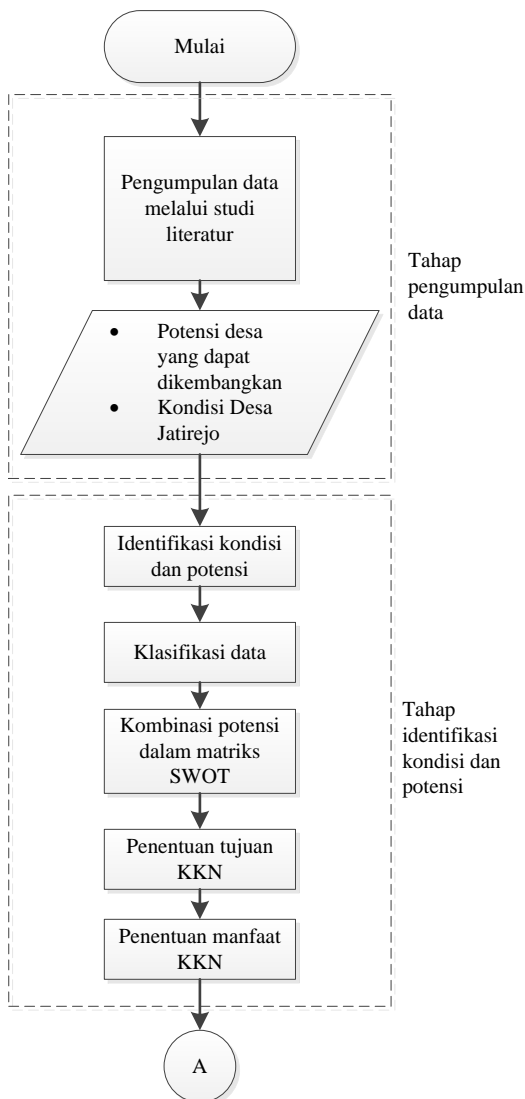 Mulai
Pengumpulan data
melalui studi
literatur
• Potensi desa
yang dapat
dikembangkan
• Kondisi Desa
Jatirejo
Tahap
pengumpulan
data
Identifikasi kondisi
dan potensi
Klasifikasi data
Kombinasi potensi
dalam matriks
SWOT
Penentuan tujuan
KKN
Penentuan manfaat
KKN
Tahap
identifikasi
kondisi dan
potensi
A